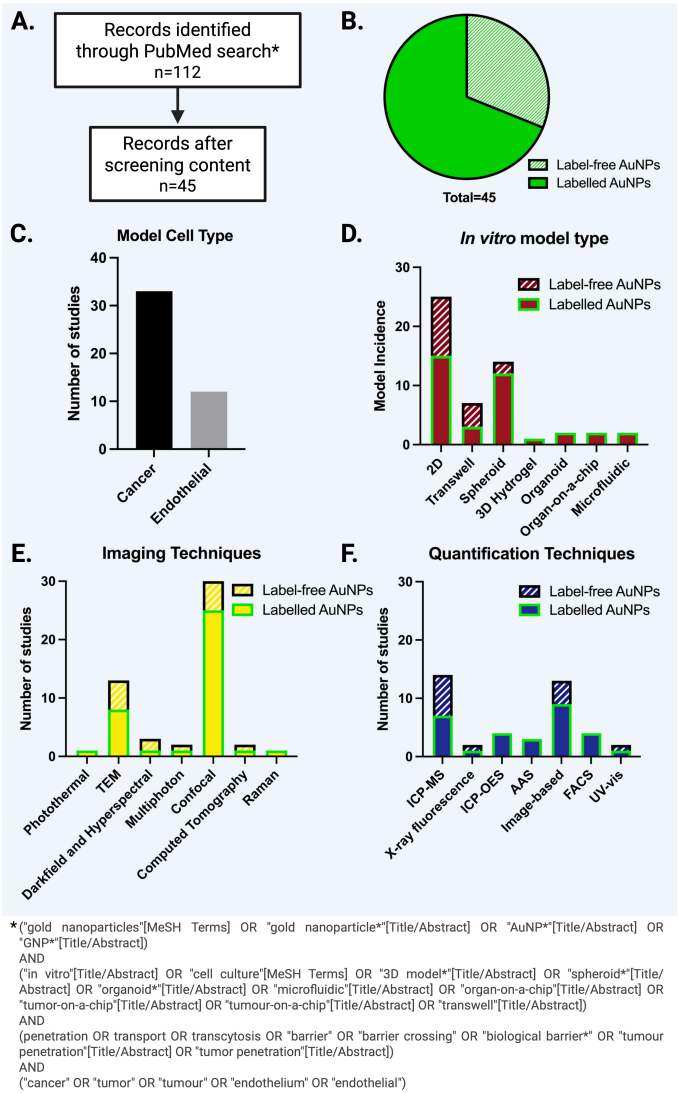 A.
Records identified
through PubMed search*
n=112
Records after
screening content
n=45
B.
Label-free AuNPs
Labelled AuNPs
Total=45
C.
Model Cell Type
Number of studies
40
30
20
10
0
Cancer
Endothelial
D.
In vitro model type
Model Incidence
30
20
10
0
Label-free AuNPs
Labelled AuNPs
2D
Transwell
Spheroid
3D Hydrogel
Organoid
Organ-on-a-chip
Microfluidic
E.
Imaging Techniques
Number of studies
30
20
10
0
Label-free AuNPs
Labelled AuNPs
Photothermal
TEM
Darkfield and Hyperspectral
Multiphoton
Confocal
Computed Tomography
Raman
F.
Quantification Techniques
Number of studies
30
20
10
0
Label-free AuNPs
Labelled AuNPs
ICP-MS
X-ray fluorescence
ICP-OES
AAS
Image-based
FACS
UV-vis
*("gold nanoparticles"[MeSH Terms] OR "gold nanoparticle*"[Title/Abstract] OR "AuNP*"[Title/Abstract] OR
"GNP*"[Title/Abstract])
AND
("in vitro"[Title/Abstract] OR "cell culture"[MeSH Terms] OR "3D model*"[Title/Abstract] OR "spheroid*"[Title/
Abstract] OR "organoid*"[Title/Abstract] OR "microfluidic"[Title/Abstract] OR "organ-on-a-chip"[Title/Abstract] OR
"tumor-on-a-chip"[Title/Abstract] OR "tumour-on-a-chip"[Title/Abstract] OR "transwell"[Title/Abstract])
AND
(penetration OR transport OR transcytosis OR "barrier" OR "barrier crossing" OR "biological barrier*" OR "tumour
penetration"[Title/Abstract] OR "tumor penetration"[Title/Abstract])
AND
("cancer" OR "tumor" OR "tumour" OR "endothelium" OR "endothelial")